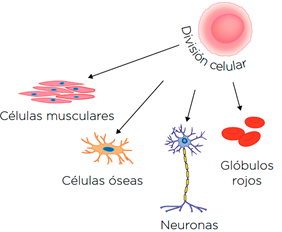 División celular
Células musculares
Células óseas
Neuronas
Glóbulos
rojos